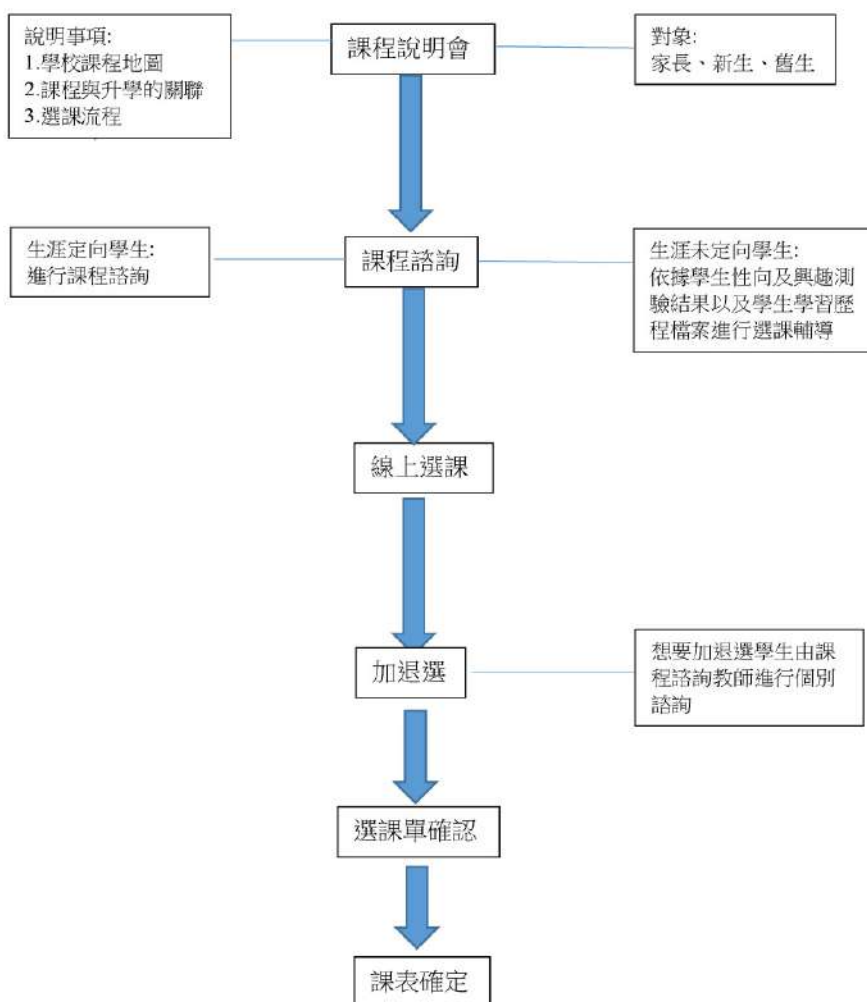 說明事項:
1.學校課程地圖
2.課程與升學的關聯
3.選課流程
課程說明會
對象:
家長、新生、舊生
生涯定向學生:
進行課程諮詢
課程諮詢
生涯未定向學生:
依據學生性向及興趣測
驗結果以及學生學習歷
程檔案進行選課輔導
線上選課
加退選
想要加退選學生由課
程諮詢教師進行個別
諮詢
選課單確認
課表確定